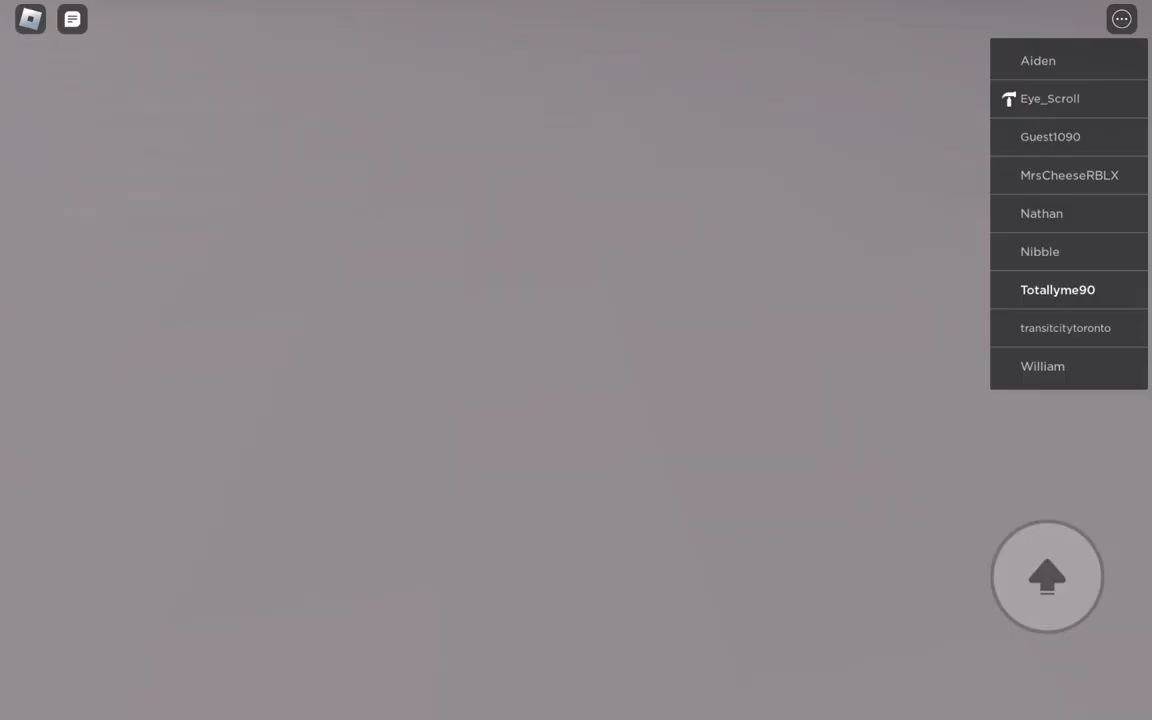 Aiden
Eye_Scroll
Guest1090
MrsCheeseRBLX
Nathan
Nibble
Totallyme90
transitcitytoronto
William